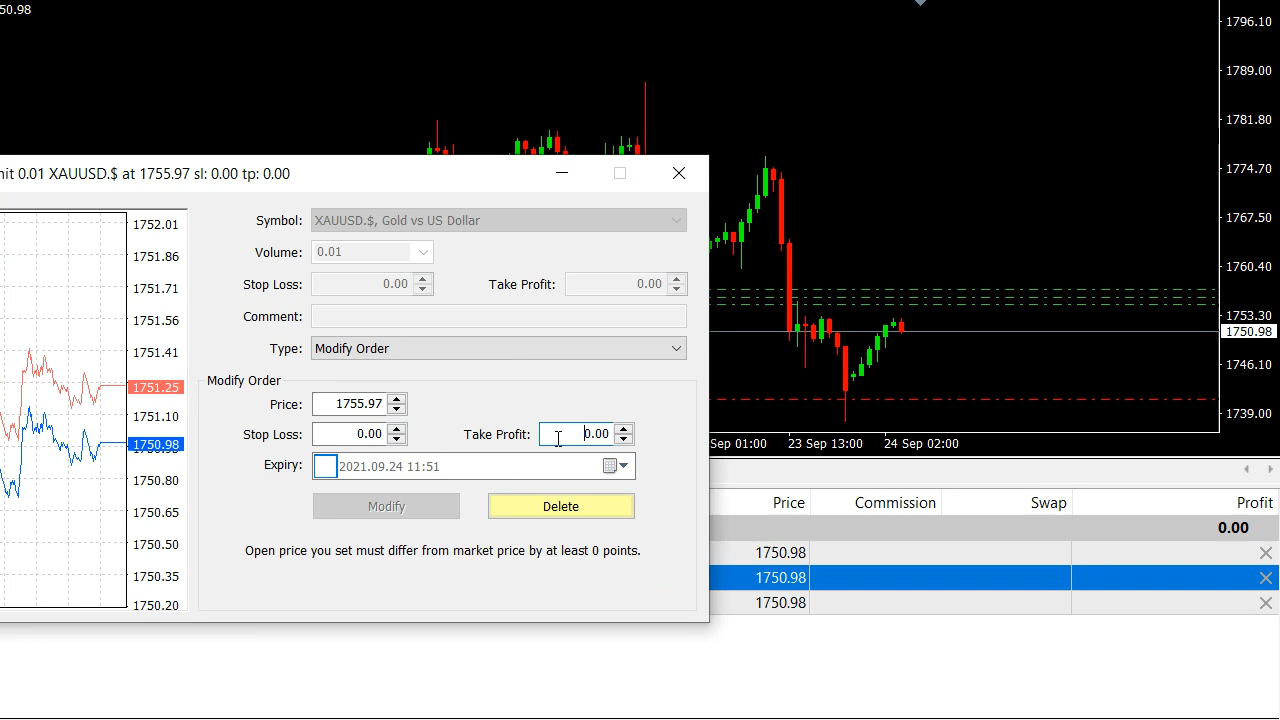 50.98
1796.10
1789.00
1781.80
1774.70
1767.50
1760.40
1753.30
1750.98
1746.10
1739.00
Sep 01:00 23 Sep 13:00 24 Sep 02:00
0.01 XAUUSD.$ at 1755.97 sl: 0.00 tp: 0.00
1752.01
1751.86
1751.71
1751.56
1751.41
1751.25
1751.10
1750.98
1750.80
1750.65
1750.50
1750.35
1750.20
Symbol: XAUUSD.$, Gold vs US Dollar
Volume: 0.01
Stop Loss: 0.00 Take Profit: 0.00
Comment:
Type: Modify Order
Modify Order
Price: 1755.97
Stop Loss: 0.00 Take Profit: 0.00
Expiry: 2021.09.24 11:51
Modify Delete
Open price you set must differ from market price by at least 0 points.
Price Commission Swap Profit
0.00
1750.98
1750.98
1750.98